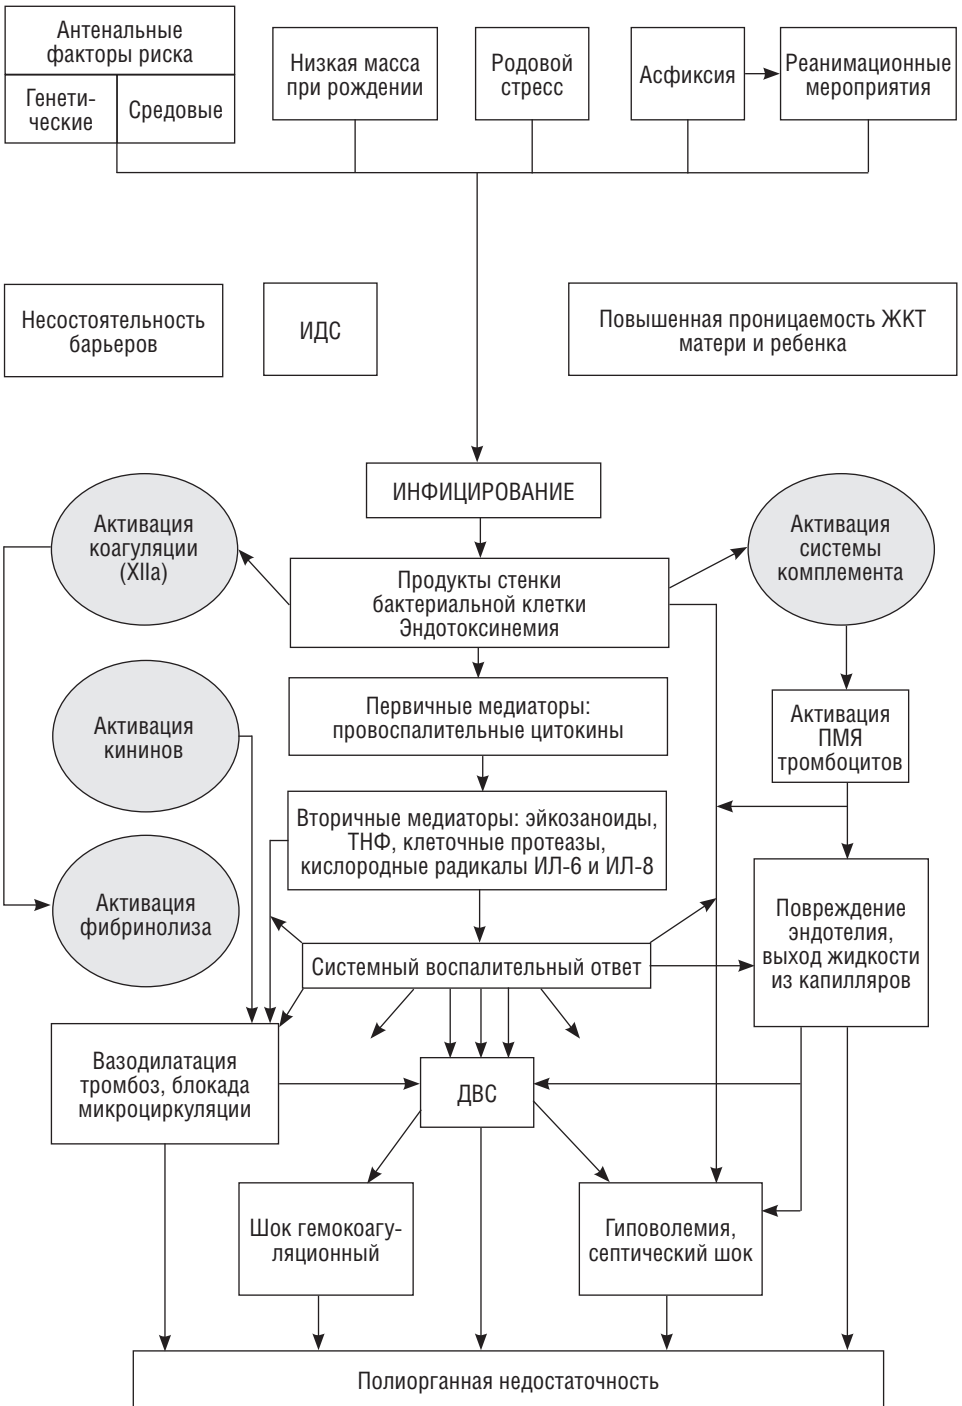 Антенальные
факторы риска
Генети-
ческие
Средовые
Низкая масса
при рождении
Родовой
стресс
Асфиксия
Реанимационные
мероприятия
Несостоятельность
барьеров
ИДС
Повышенная проницаемость ЖКТ
матери и ребенка
ИНФИЦИРОВАНИЕ
Активация
коагуляции
(XIIa)
Продукты стенки
бактериальной клетки
Эндотоксинемия
Активация
системы
комплемента
Активация
кининов
Первичные медиаторы:
провоспалительные цитокины
Активация
ПМЯ
тромбоцитов
Вторичные медиаторы: эйкозаноиды,
ТНФ, клеточные протеазы,
кислородные радикалы ИЛ-6 и ИЛ-8
Активация
фибринолиза
Повреждение
эндотелия,
выход жидкости
из капилляров
Системный воспалительный ответ
Вазодилатация
тромбоз, блокада
микроциркуляции
ДВС
Шок гемокоагу-
ляционный
Гиповолемия,
септический шок
Полиорганная недостаточность